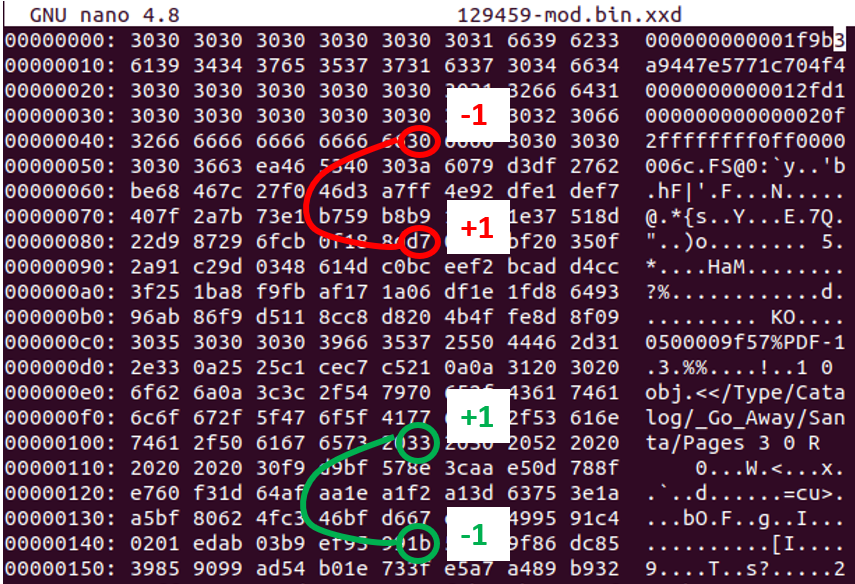 GNU nano 4.8 129459-mod.bin.xxd
00000000: 3030 3030 3030 3030 3030 3031 6639 6233 000000000001f9b3
00000010: 6139 3434 3765 3537 3731 6337 3034 6634 a9447e5771c704f4
00000020: 3030 3030 3030 3030 3030 3031 3266 6431 0000000000012fd1
00000030: 3030 3030 3030 3030 3030 3032 3066 00000000000000020f
-1
00000040: 3266 6666 6666 6666 6630 3030 3030 2ffffffff0ff0000
00000050: 3030 3663 ea46 5340 303a 6079 d3df 2762 006c.FS@0:`y..'b
00000060: be68 467c 27f0 46d3 a7ff 4e92 dfe1 def7 .hF|'.F...N.....
00000070: 407f 2a7b 73e1 b759 b8b9 1e37 518d @.*{s..Y...E.7Q.
+1
00000080: 22d9 8729 6fcb 0f18 bf20 350f "..)o........ 5.
00000090: 2a91 c29d 0348 614d c0bc eef2 bcad d4cc *....HaM........
000000a0: 3f25 1ba8 f9fb af17 1a06 df1e 1fd8 6493 ?%............d.
000000b0: 96ab 86f9 d511 8cc8 d820 4b4f fe8d 8f09 ......... KO....
000000c0: 3035 3030 3030 3966 3537 2550 4446 2d31 0500009f57%PDF-1
000000d0: 2e33 0a25 25c1 cec7 c521 0a0a 3120 3020 .3.%%....!..1 0
000000e0: 6f62 6a0a 3c3c 2f54 7970 652f 4361 7461 obj.<</Type/Cata
000000f0: 6c6f 672f 5f47 6f5f 4177 2f53 616e log/_Go_Away/San
+1
00000100: 7461 2f50 6167 6573 2033 2030 2052 2020 ta/Pages 3 0 R
00000110: 2020 2020 30f9 d9bf 578e 3caa e50d 788f 0...W.<...x.
00000120: e760 f31d 64af aa1e a1f2 a13d 6375 3e1a .`..d......=cu>.
00000130: a5bf 8062 4fc3 46bf d667 4995 91c4 ...bO.F..g..I...
-1
00000140: 0201 edab 03b9 ef95 991b 9f86 dc85 ..........[I....
00000150: 3985 9099 ad54 b01e 733f e5a7 a489 b932 9....T..s?.....2